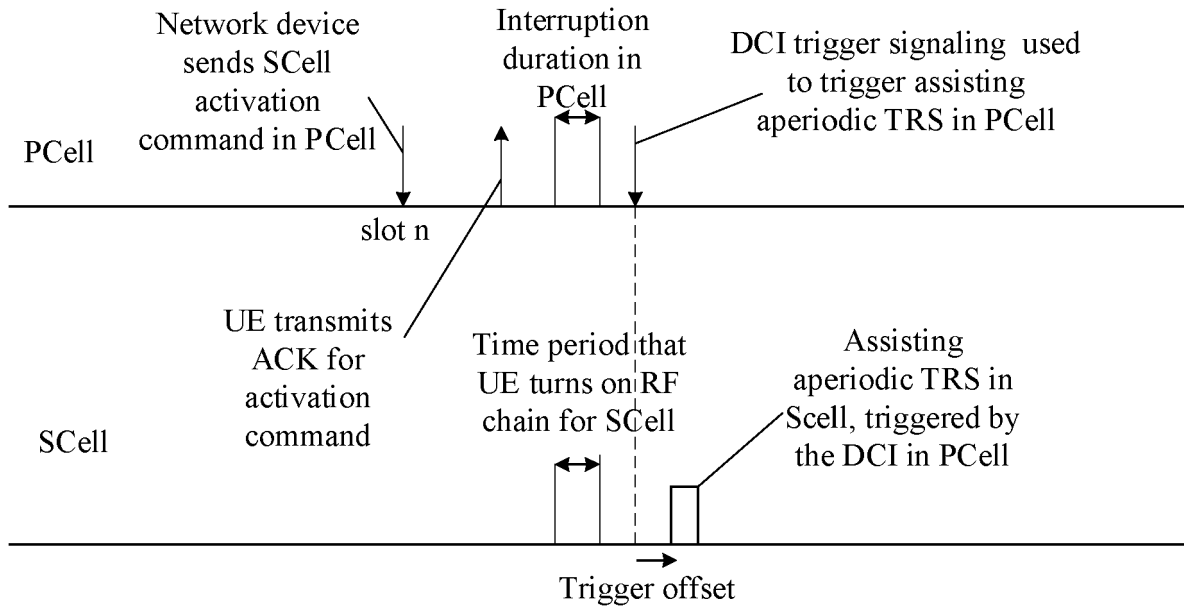 Network device
sends SCell
activation
command in PCell
Interruption
duration in
PCell
DCI trigger signaling used
to trigger assisting
aperiodic TRS in PCell
PCell
slot n
UE transmits
ACK for
activation
command
Time period that
UE turns on RF
chain for SCell
Assisting
aperiodic TRS in
Scell, triggered by
the DCI in PCell
SCell
Trigger offset